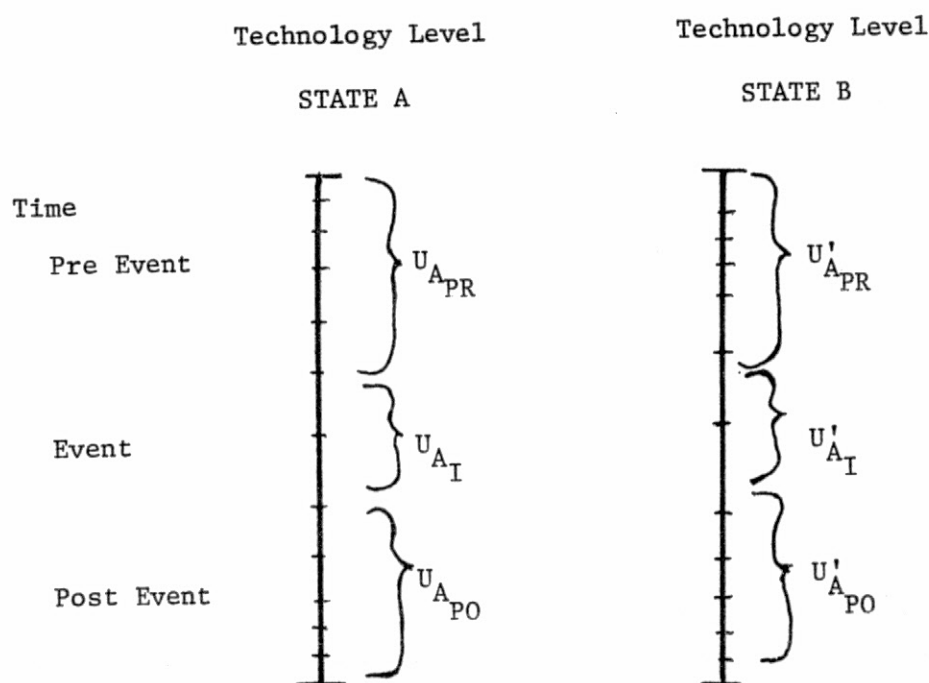 Technology Level Technology Level
STATE A STATE B
Time
Pre Event U_A_PR U'_A_PR
Event U_A_I U'_A_I
Post Event U_A_PO U'_A_PO